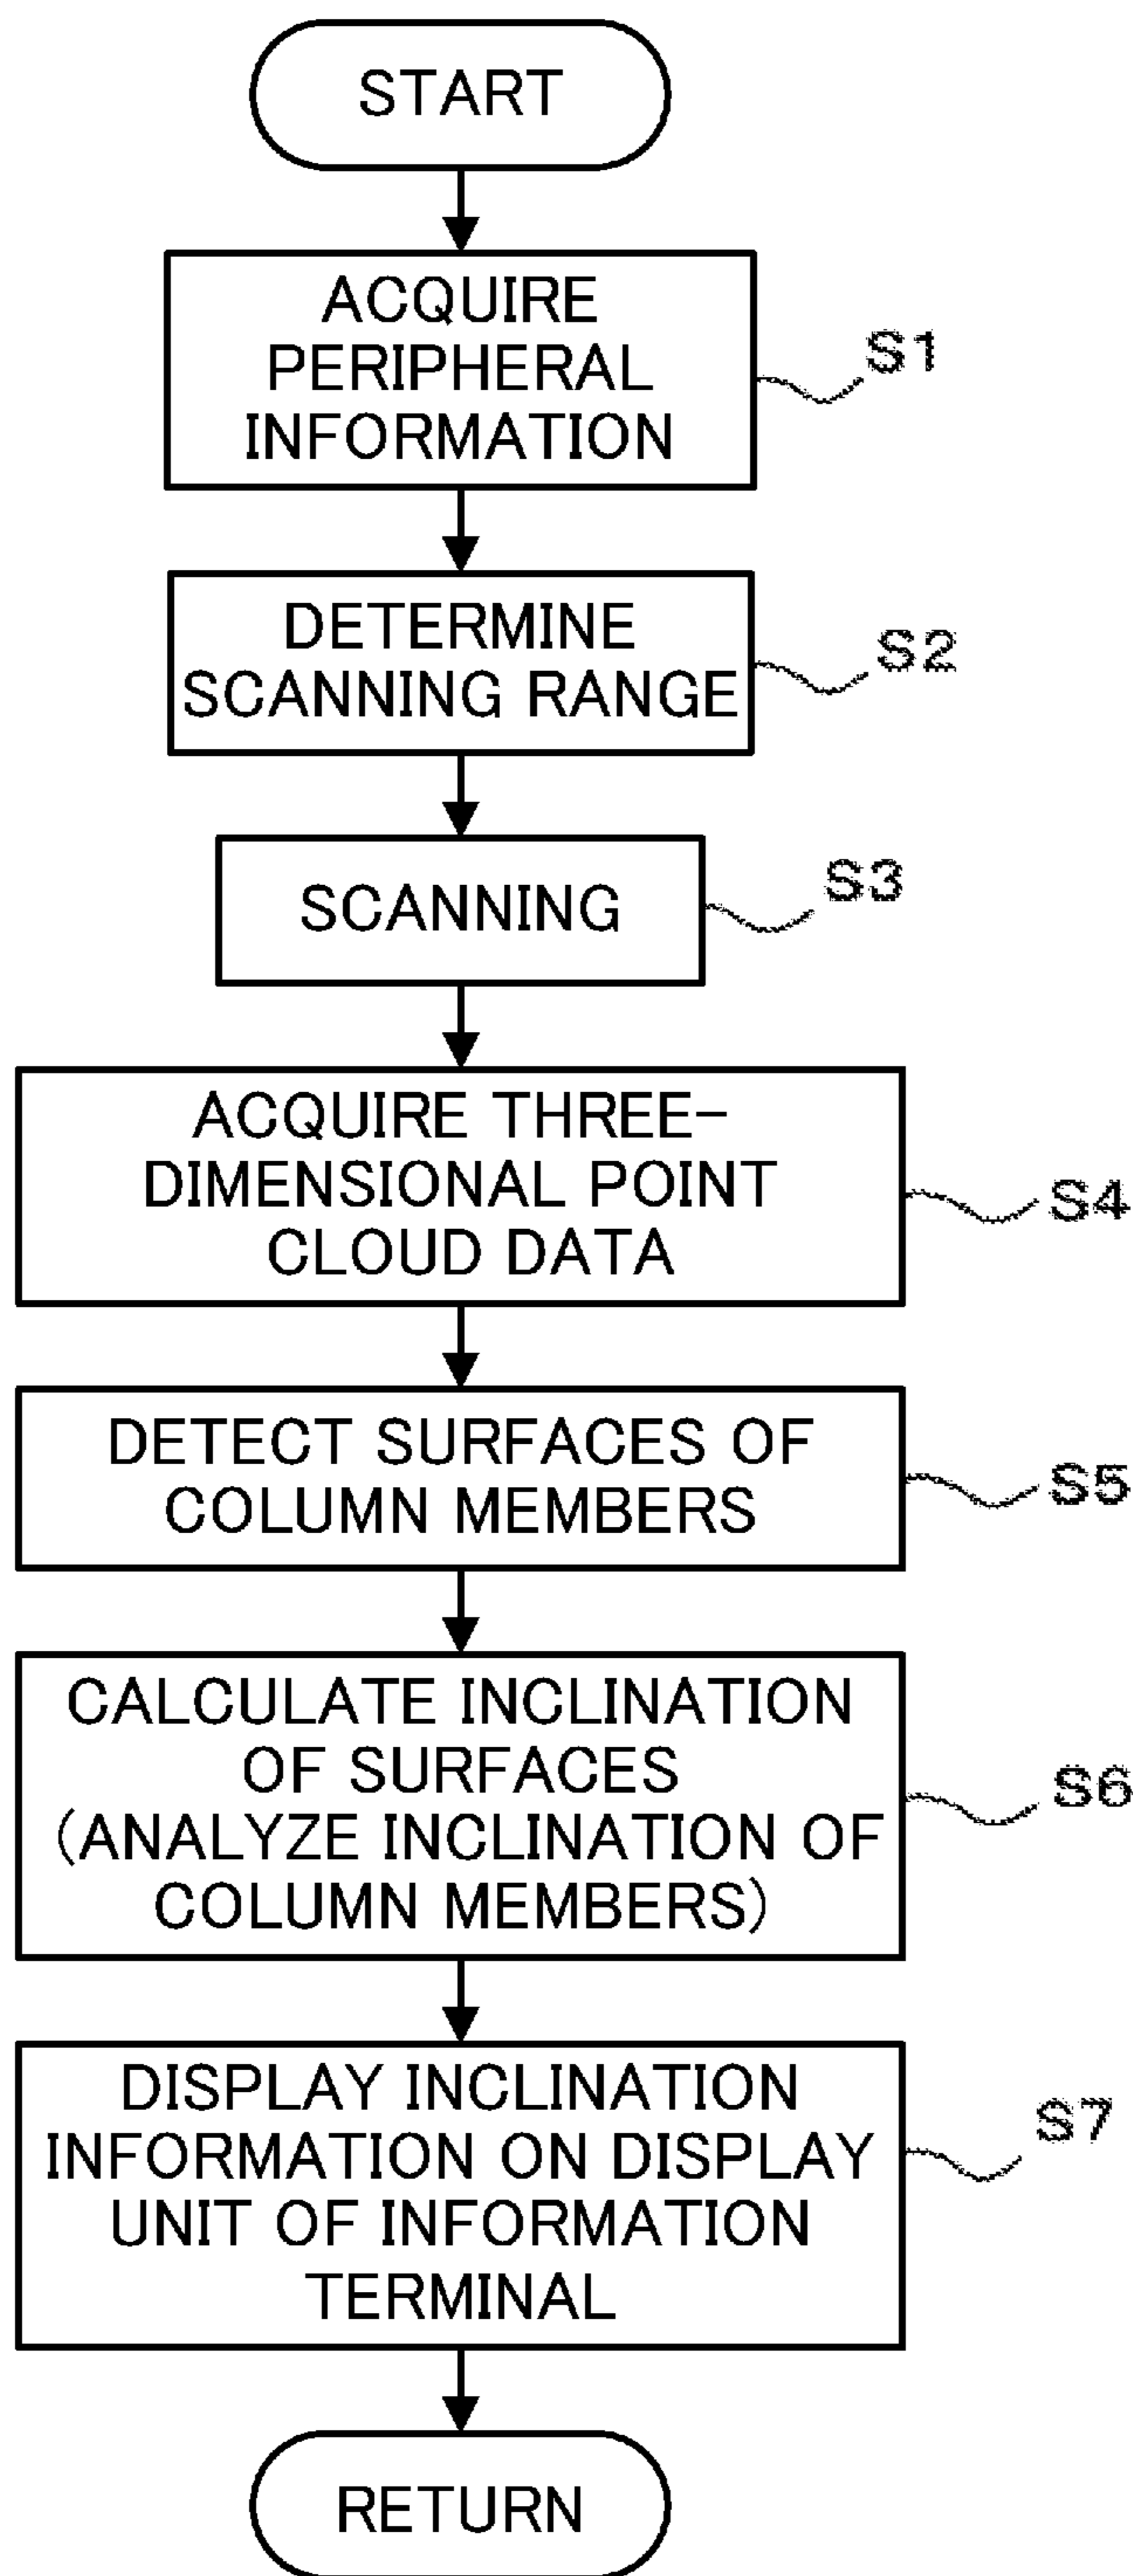 START
ACQUIRE
PERIPHERAL
INFORMATION
S1
DETERMINE
SCANNING RANGE
S2
SCANNING
S3
ACQUIRE THREE-
DIMENSIONAL POINT
CLOUD DATA
S4
DETECT SURFACES OF
COLUMN MEMBERS
S5
CALCULATE INCLINATION
OF SURFACES
(ANALYZE INCLINATION OF
COLUMN MEMBERS)
S6
DISPLAY INCLINATION
INFORMATION ON DISPLAY
UNIT OF INFORMATION
TERMINAL
S7
RETURN